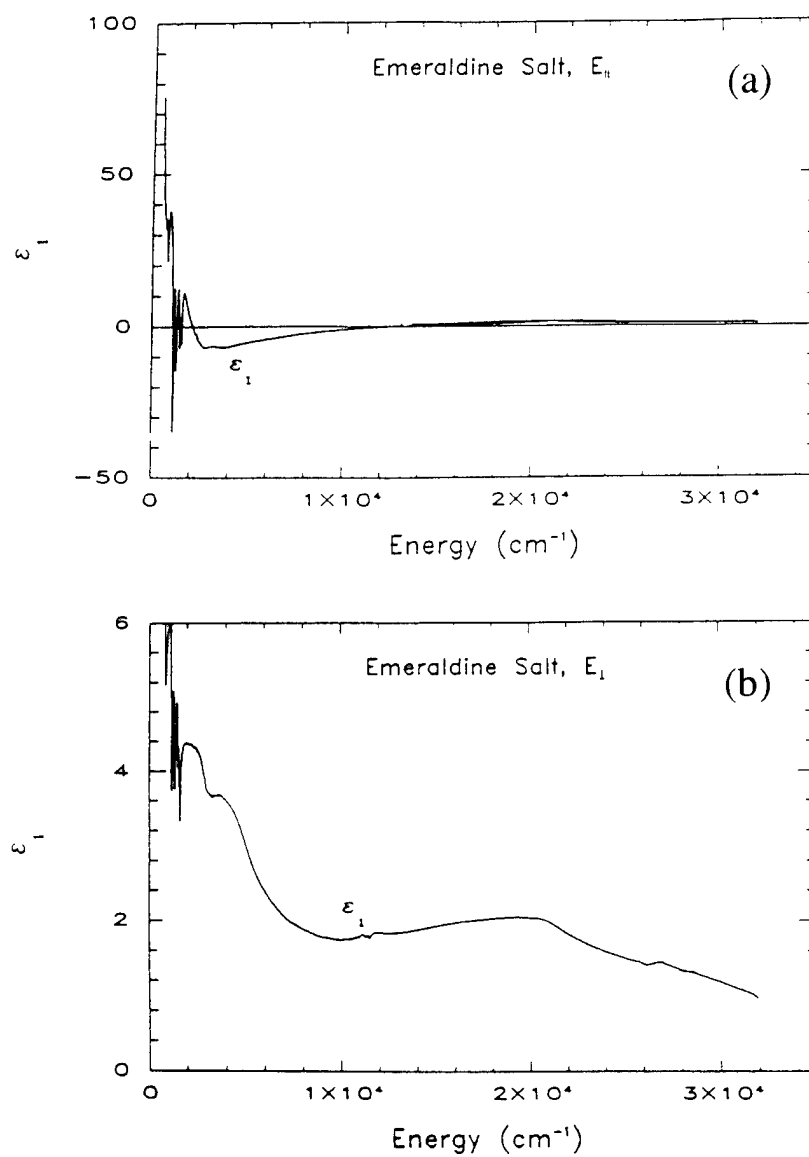 100
Emeraldine Salt, E∥
(a)
50
ε₁
0
ε₁
−50
0
1×10⁴
2×10⁴
3×10⁴
Energy (cm⁻¹)
6
Emeraldine Salt, E⊥
(b)
4
ε₁
ε₁
2
0
0
1×10⁴
2×10⁴
3×10⁴
Energy (cm⁻¹)